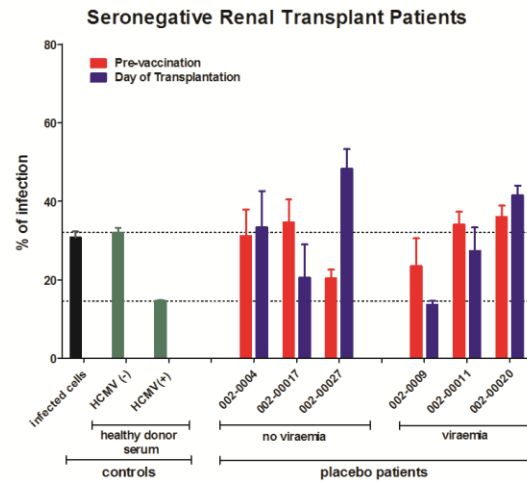 Seronegative Renal Transplant Patients
80
60
40
20
0
% of infection
Pre-vaccination
Day of Transplantation
infected cells
HCMV (-)
HCMV(+)
002-0004
002-00017
002-00027
002-0009
002-00011
002-00020
healthy donor
serum
no viraemia
viraemia
controls
placebo patients